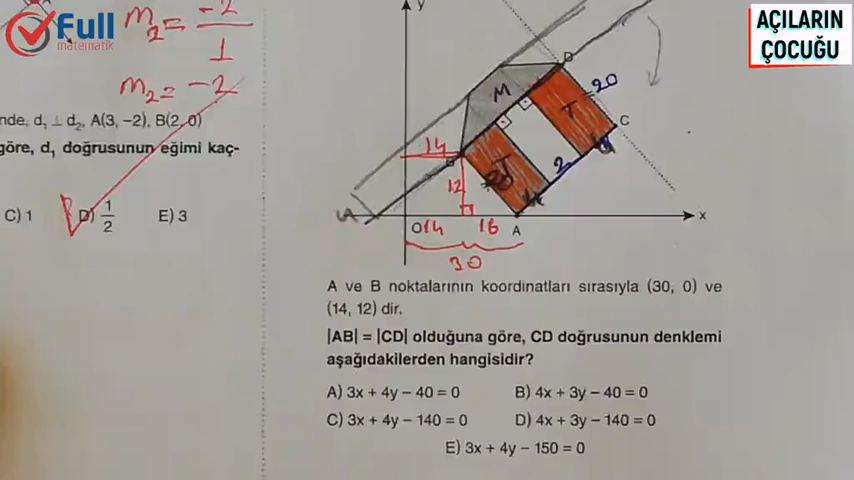 Full
matematik
AÇILARIN
ÇOCUĞU
m₂ = -2
1
m₂ = -2
nde, d₁ ⊥ d₂, A(3, –2), B(2, 0)
göre, d₁ doğrusunun eğimi kaç-
C) 1
D) 1/2
E) 3
y
D
20
M
T
C
14
B
12
T
2
A
O
14
16
A
x
30
A ve B noktalarının koordinatları sırasıyla (30, 0) ve
(14, 12) dir.
|AB| = |CD| olduğuna göre, CD doğrusunun denklemi
aşağıdakilerden hangisidir?
A) 3x + 4y – 40 = 0
B) 4x + 3y – 40 = 0
C) 3x + 4y – 140 = 0
D) 4x + 3y – 140 = 0
E) 3x + 4y – 150 = 0